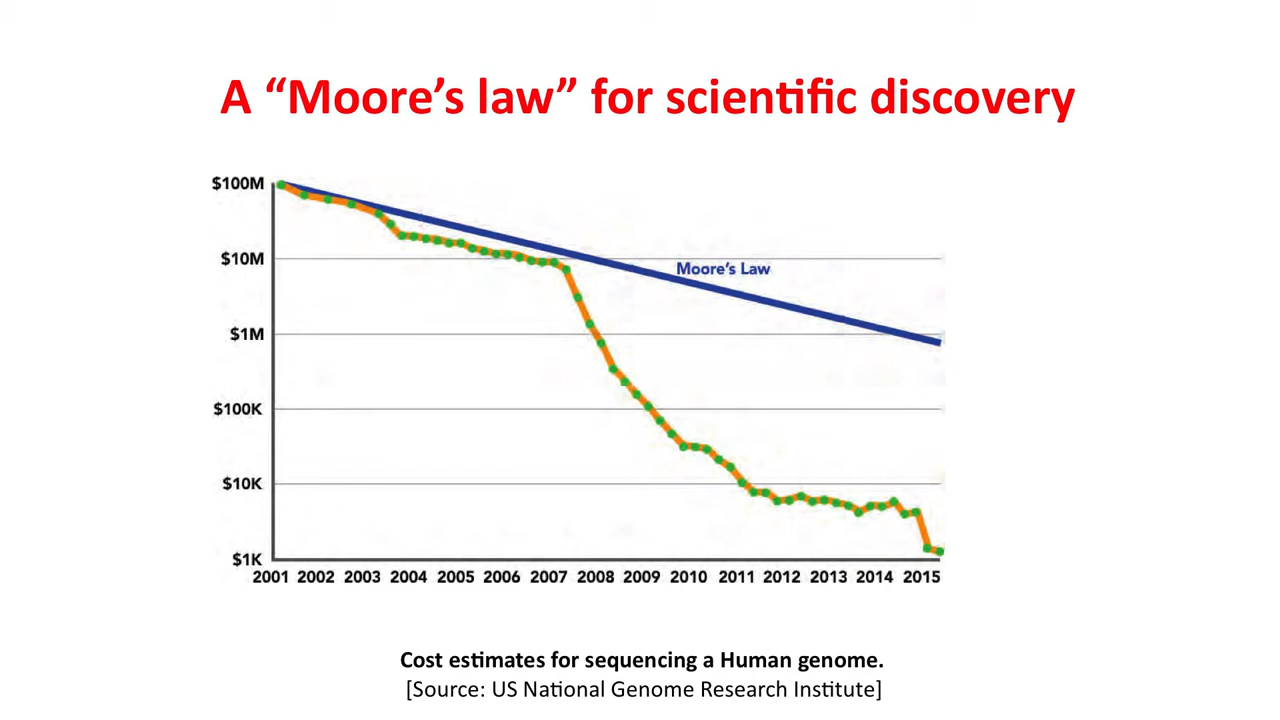 A “Moore’s law” for scientific discovery
$100M
$10M
Moore’s Law
$1M
$100K
$10K
$1K
2001 2002 2003 2004 2005 2006 2007 2008 2009 2010 2011 2012 2013 2014 2015
Cost estimates for sequencing a Human genome.
[Source: US National Genome Research Institute]